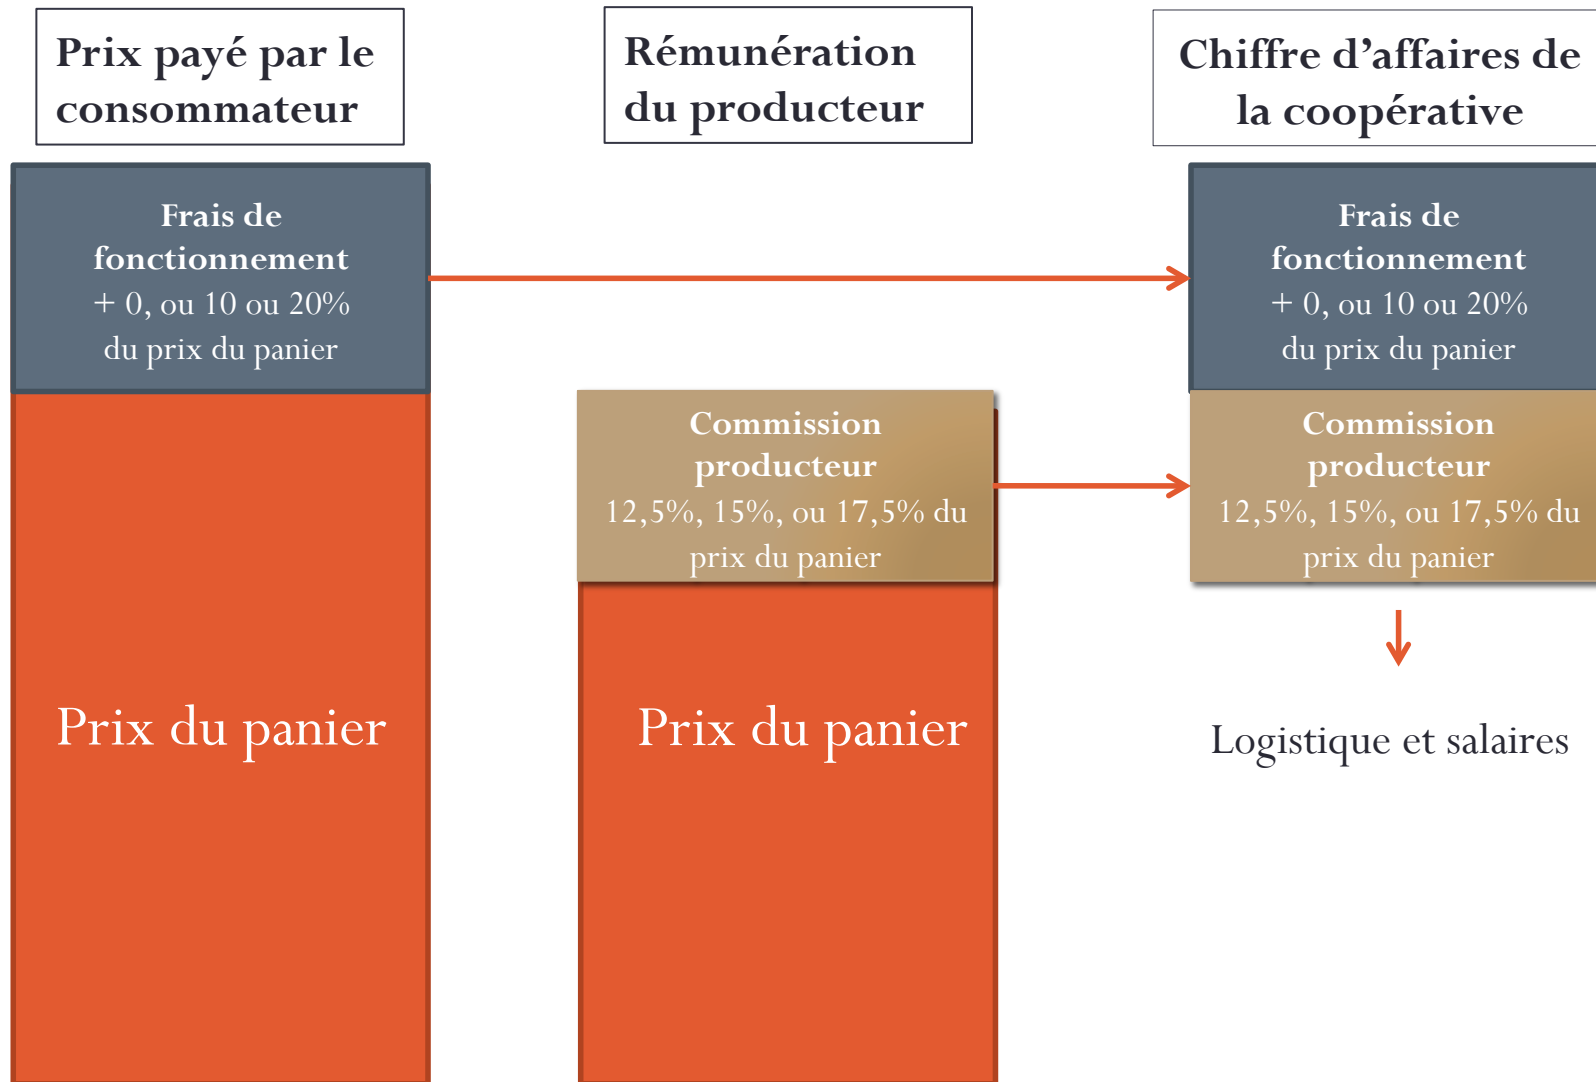 Prix payé par le
consommateur
Frais de
fonctionnement
+ 0, ou 10 ou 20%
du prix du panier
Prix du panier
Rémunération
du producteur
Commission
producteur
12,5%, 15%, ou 17,5% du
prix du panier
Prix du panier
Chiffre d'affaires de
la coopérative
Frais de
fonctionnement
+ 0, ou 10 ou 20%
du prix du panier
Commission
producteur
12,5%, 15%, ou 17,5% du
prix du panier
Logistique et salaires